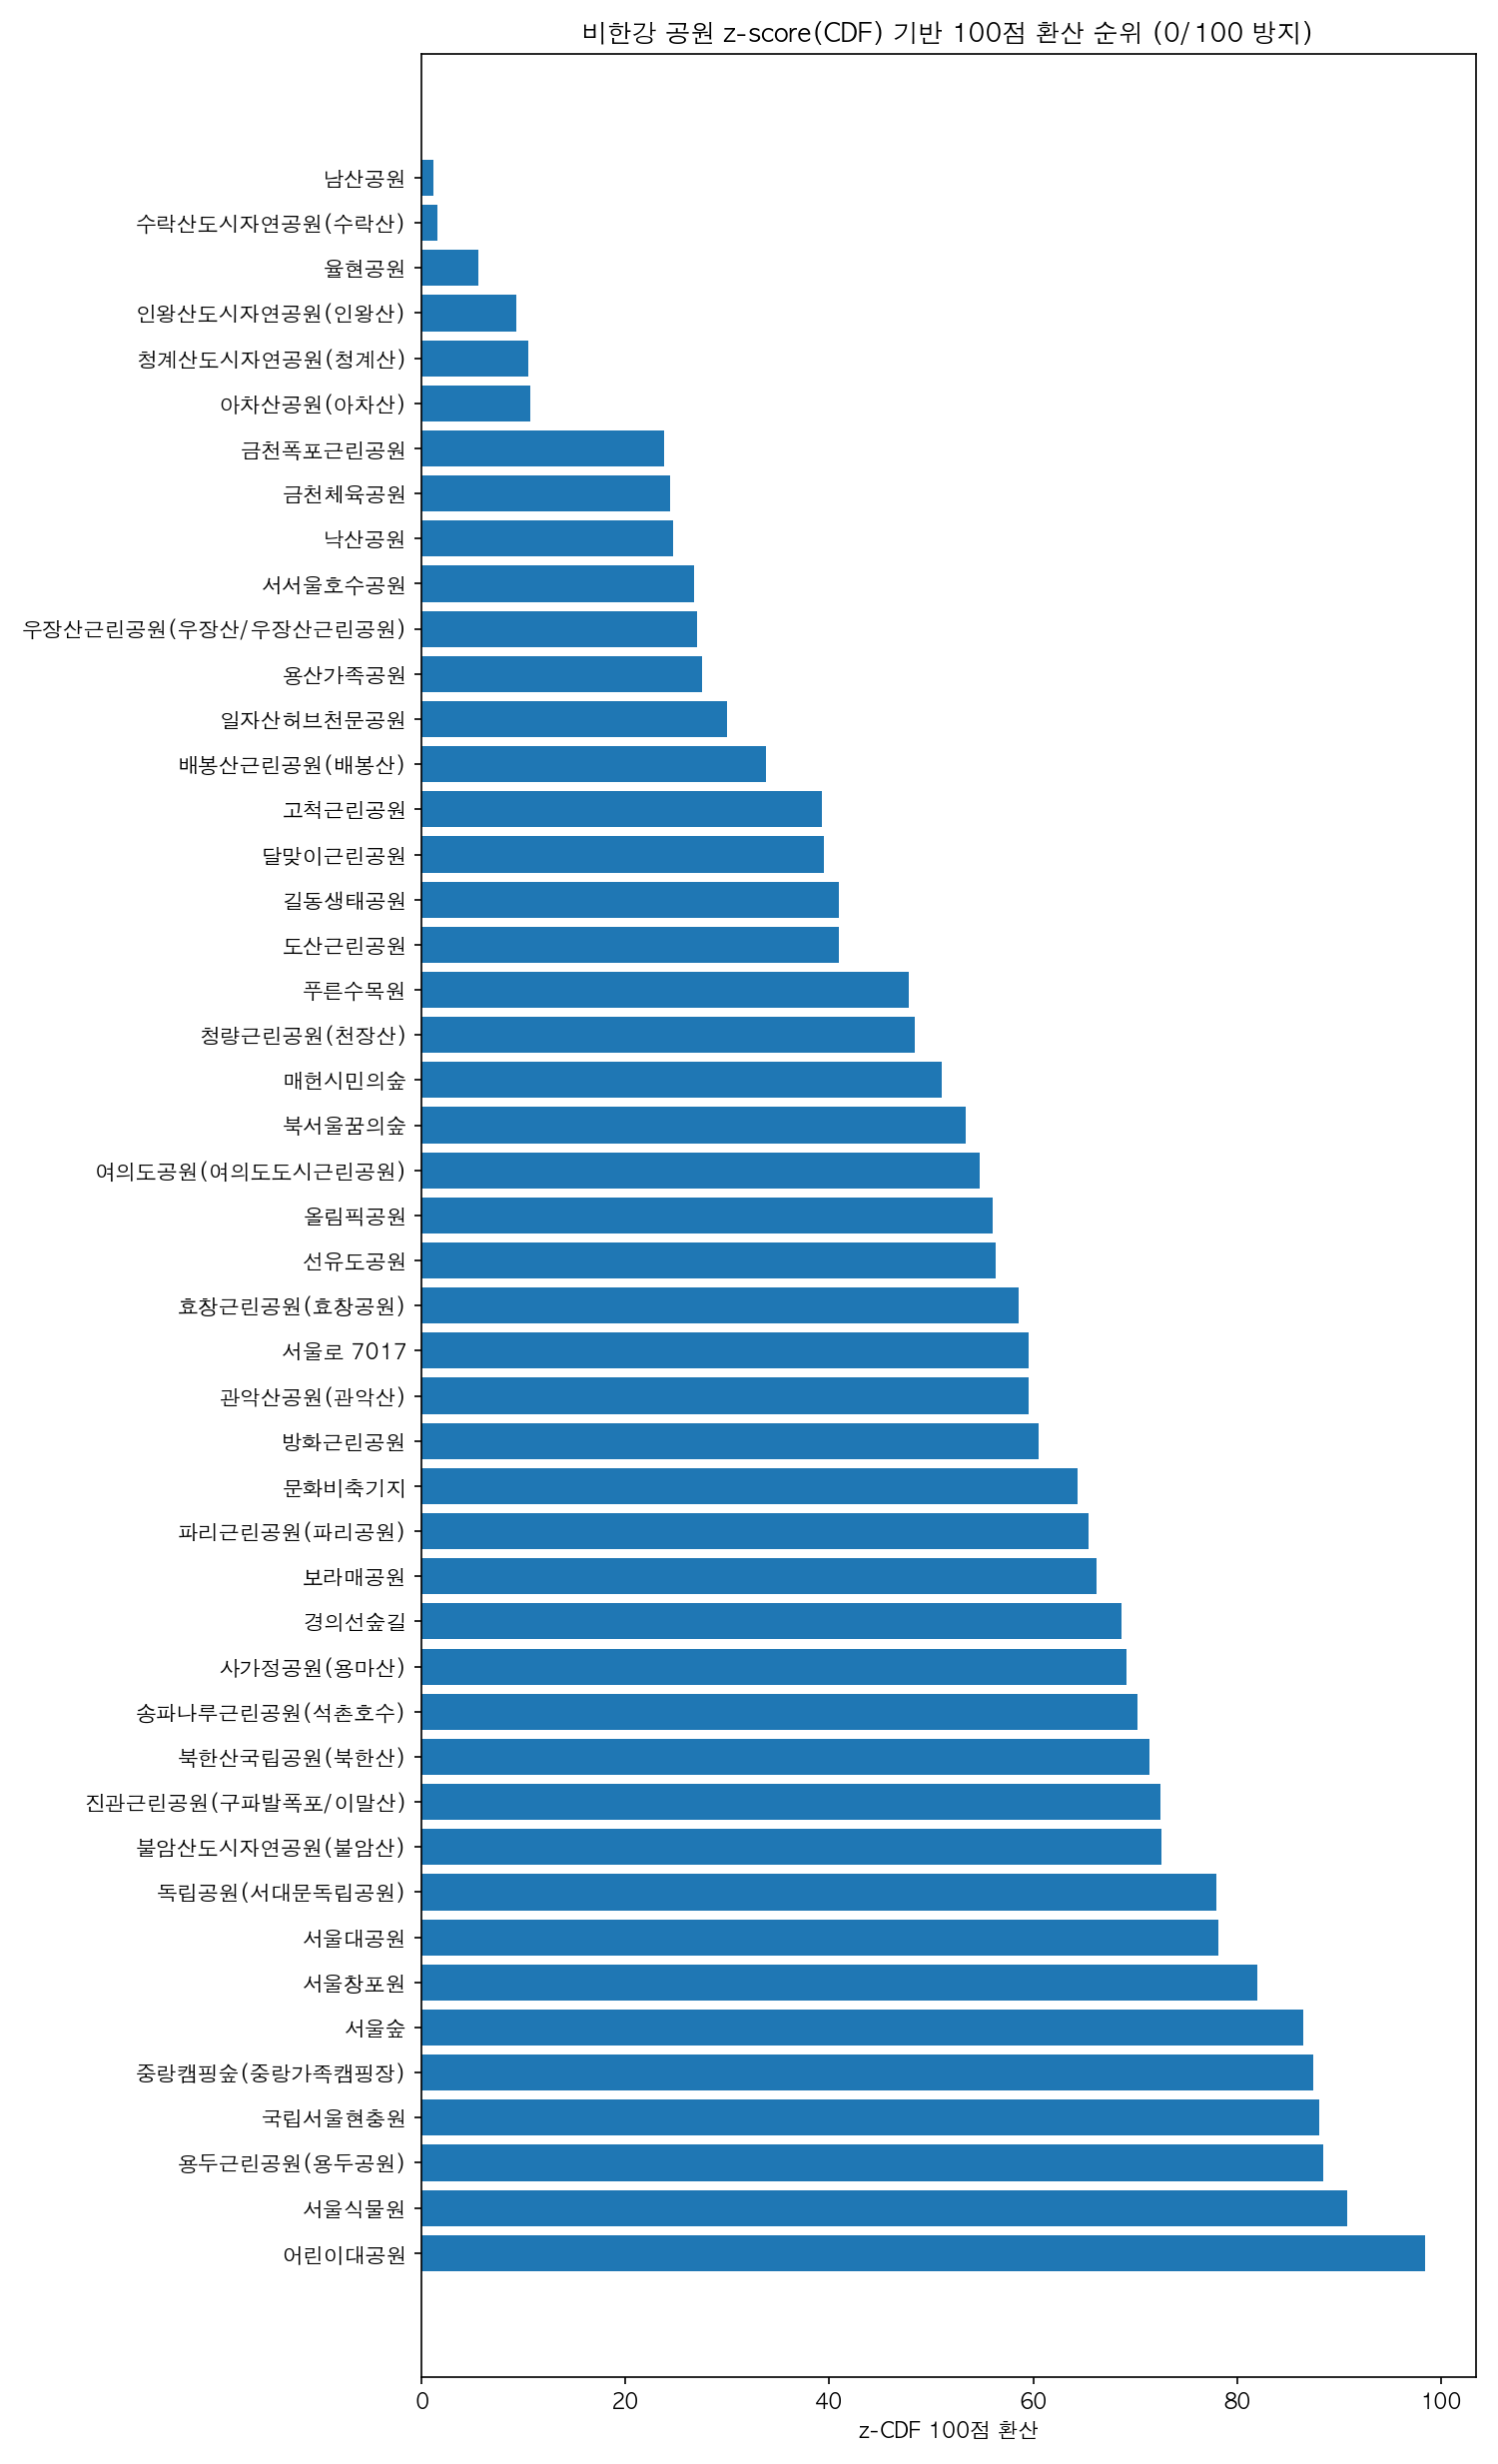 비한강 공원 z-score(CDF) 기반 100점 환산 순위 (0/100 방지)
남산공원
수락산도시자연공원(수락산)
율현공원
인왕산도시자연공원(인왕산)
청계산도시자연공원(청계산)
아차산공원(아차산)
금천폭포근린공원
금천체육공원
낙산공원
서서울호수공원
우장산근린공원(우장산/우장산근린공원)
용산가족공원
일자산허브천문공원
배봉산근린공원(배봉산)
고척근린공원
달맞이근린공원
길동생태공원
도산근린공원
푸른수목원
청량근린공원(천장산)
매헌시민의숲
북서울꿈의숲
여의도공원(여의도도시근린공원)
올림픽공원
선유도공원
효창근린공원(효창공원)
서울로 7017
관악산공원(관악산)
방화근린공원
문화비축기지
파리근린공원(파리공원)
보라매공원
경의선숲길
사가정공원(용마산)
송파나루근린공원(석촌호수)
북한산국립공원(북한산)
진관근린공원(구파발폭포/이말산)
불암산도시자연공원(불암산)
독립공원(서대문독립공원)
서울대공원
서울창포원
서울숲
중랑캠핑숲(중랑가족캠핑장)
국립서울현충원
용두근린공원(용두공원)
서울식물원
어린이대공원
0 20 40 60 80 100
z-CDF 100점 환산